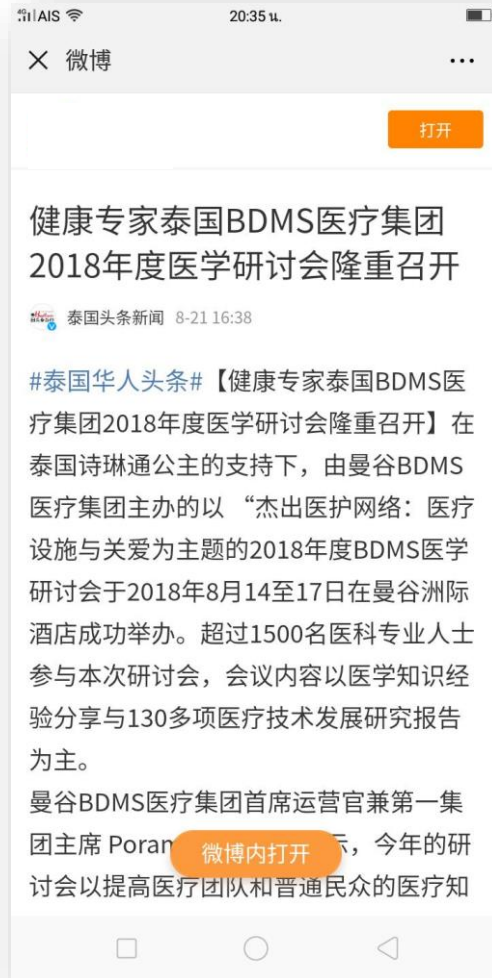 4G AIS
20:35 น.
微博
打开
健康专家泰国BDMS医疗集团
2018年度医学研讨会隆重召开
泰国头条新闻 8-21 16:38
#泰国华人头条#【健康专家泰国BDMS医
疗集团2018年度医学研讨会隆重召开】在
泰国诗琳通公主的支持下，由曼谷BDMS
医疗集团主办的以 “杰出医护网络：医疗
设施与关爱为主题的2018年度BDMS医学
研讨会于2018年8月14至17日在曼谷洲际
酒店成功举办。超过1500名医科专业人士
参与本次研讨会，会议内容以医学知识经
验分享与130多项医疗技术发展研究报告
为主。
曼谷BDMS医疗集团首席运营官兼第一集
团主席 Poran 微博内打开 示，今年的研
讨会以提高医疗团队和普通民众的医疗知